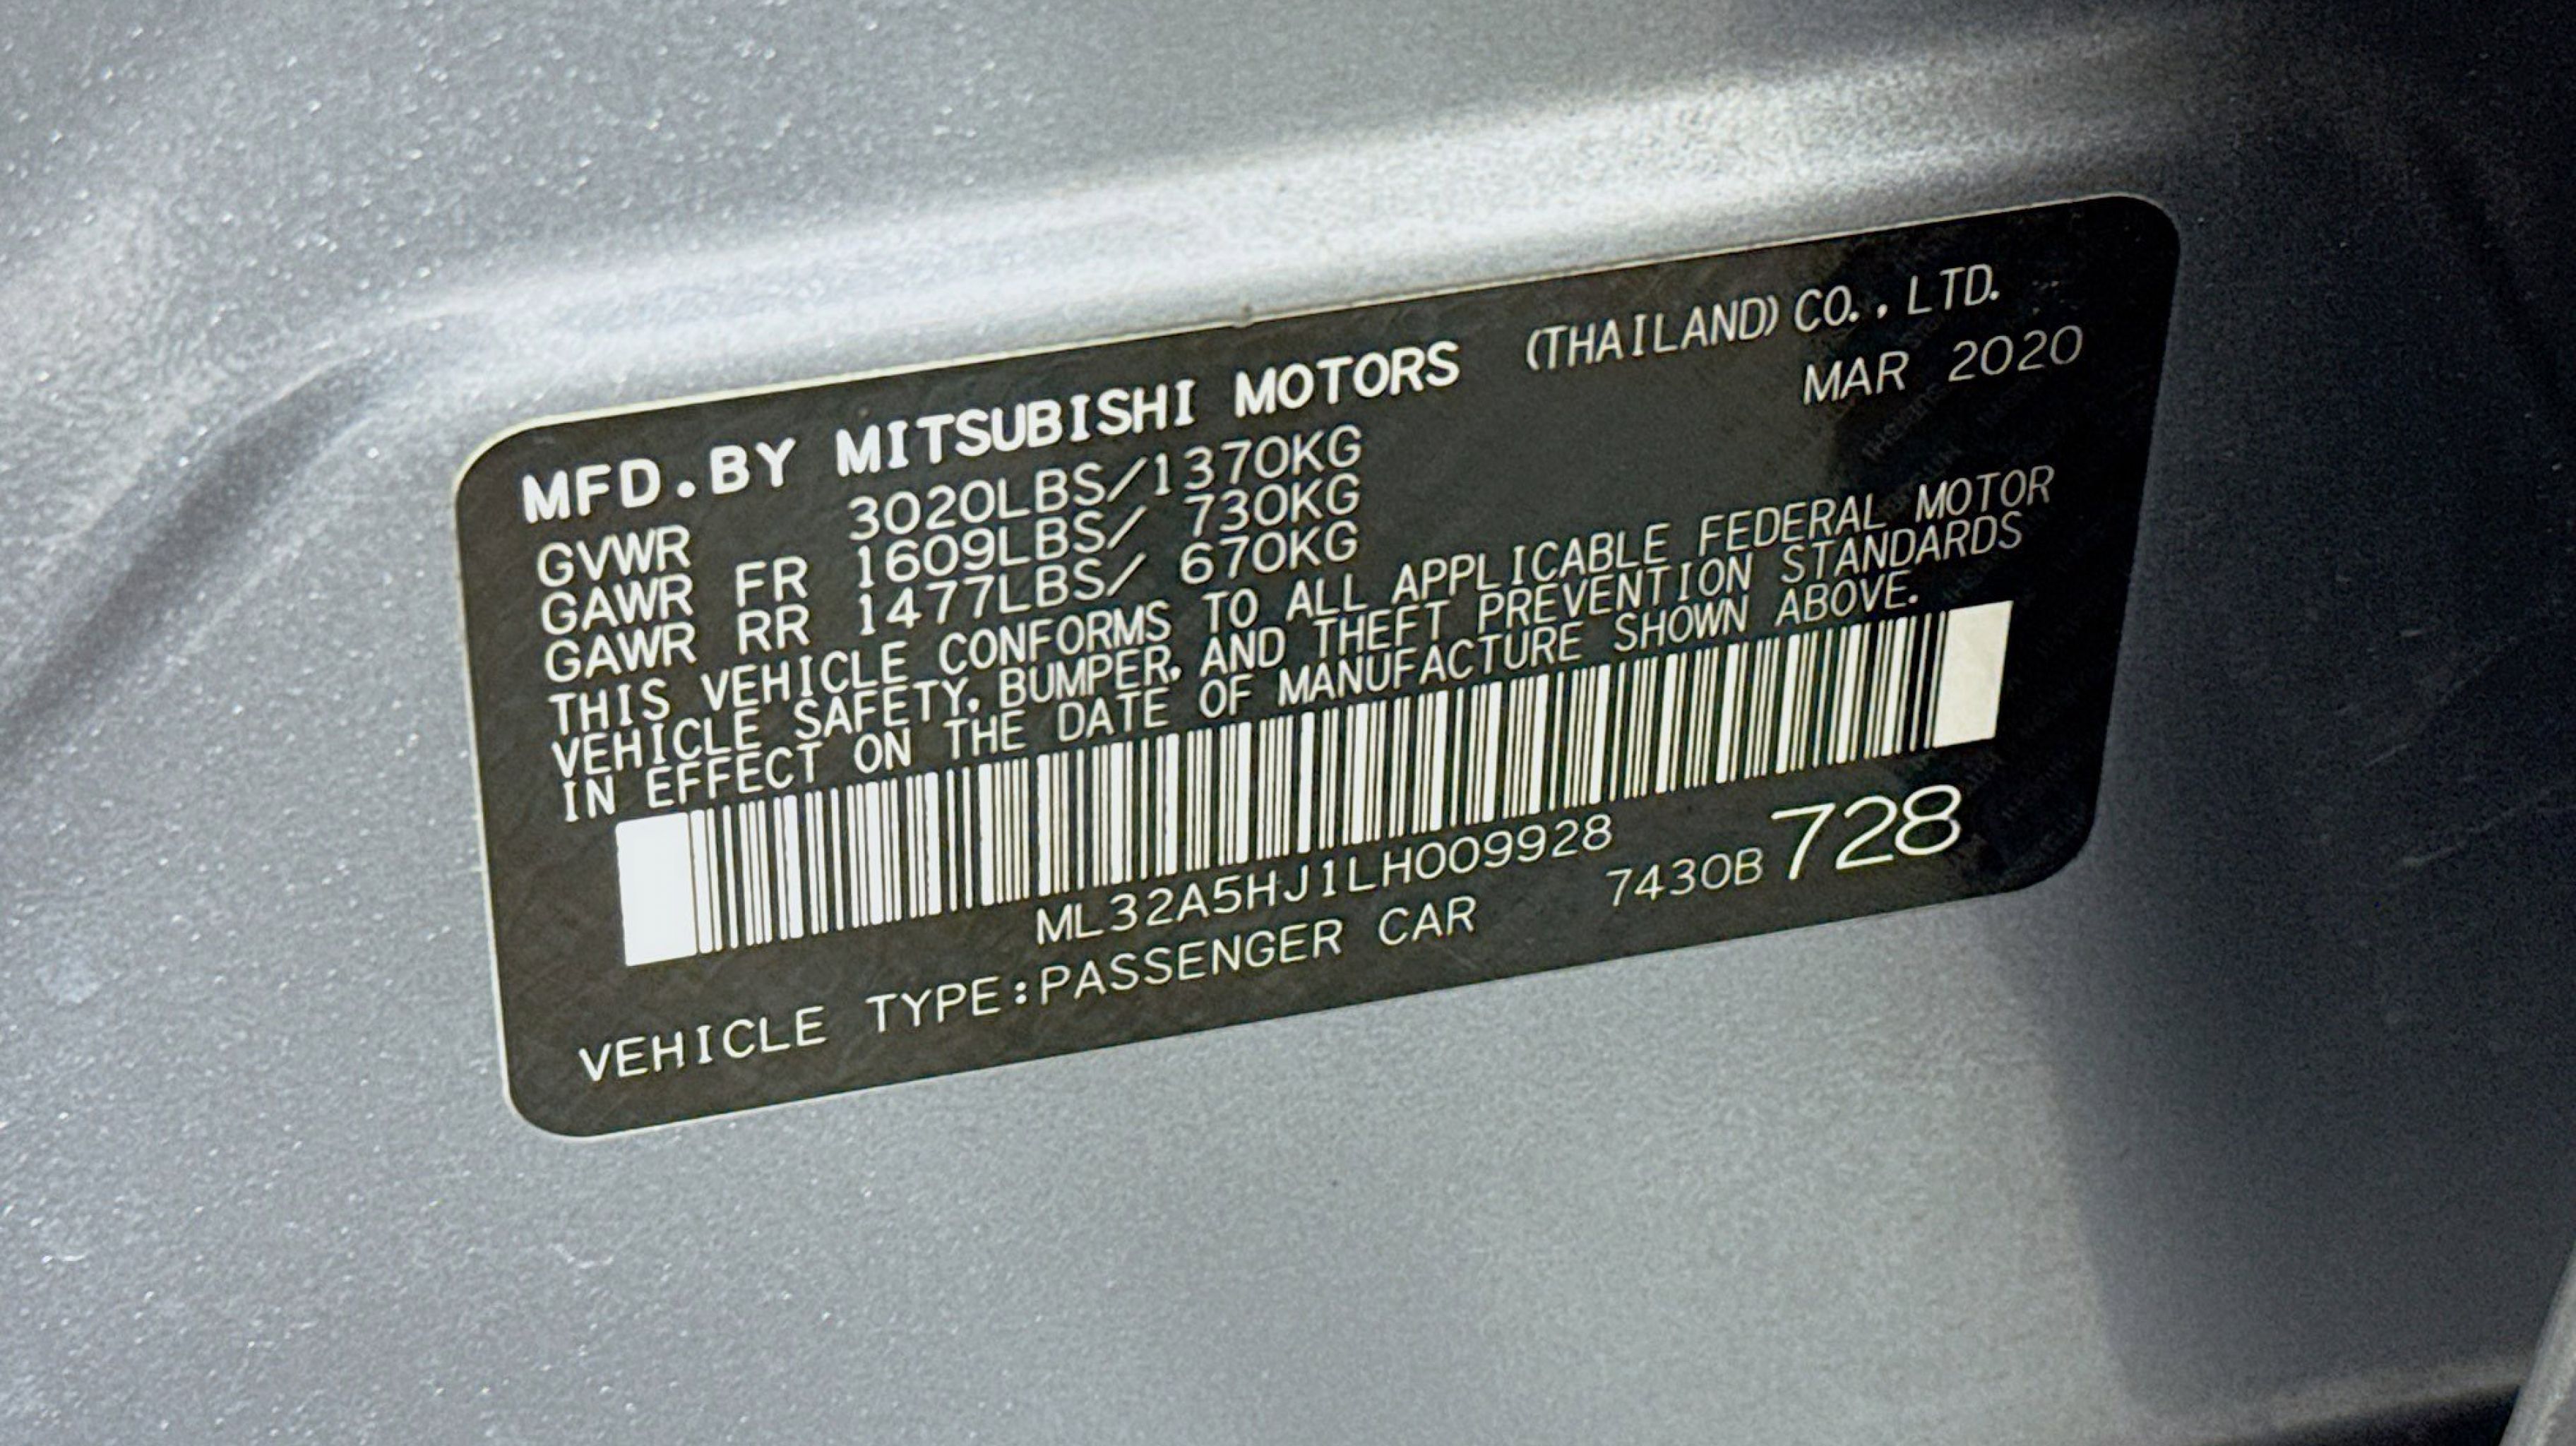 MFD.BY MITSUBISHI MOTORS (THAILAND) CO., LTD.
MAR 2020
GVWR 3020LBS/1370KG
GAWR FR 1609LBS/ 730KG
GAWR RR 1477LBS/ 670KG
THIS VEHICLE CONFORMS TO ALL APPLICABLE FEDERAL MOTOR
VEHICLE SAFETY, BUMPER, AND THEFT PREVENTION STANDARDS
IN EFFECT ON THE DATE OF MANUFACTURE SHOWN ABOVE.
ML32A5HJ1LH009928
VEHICLE TYPE:PASSENGER CAR 7430B728